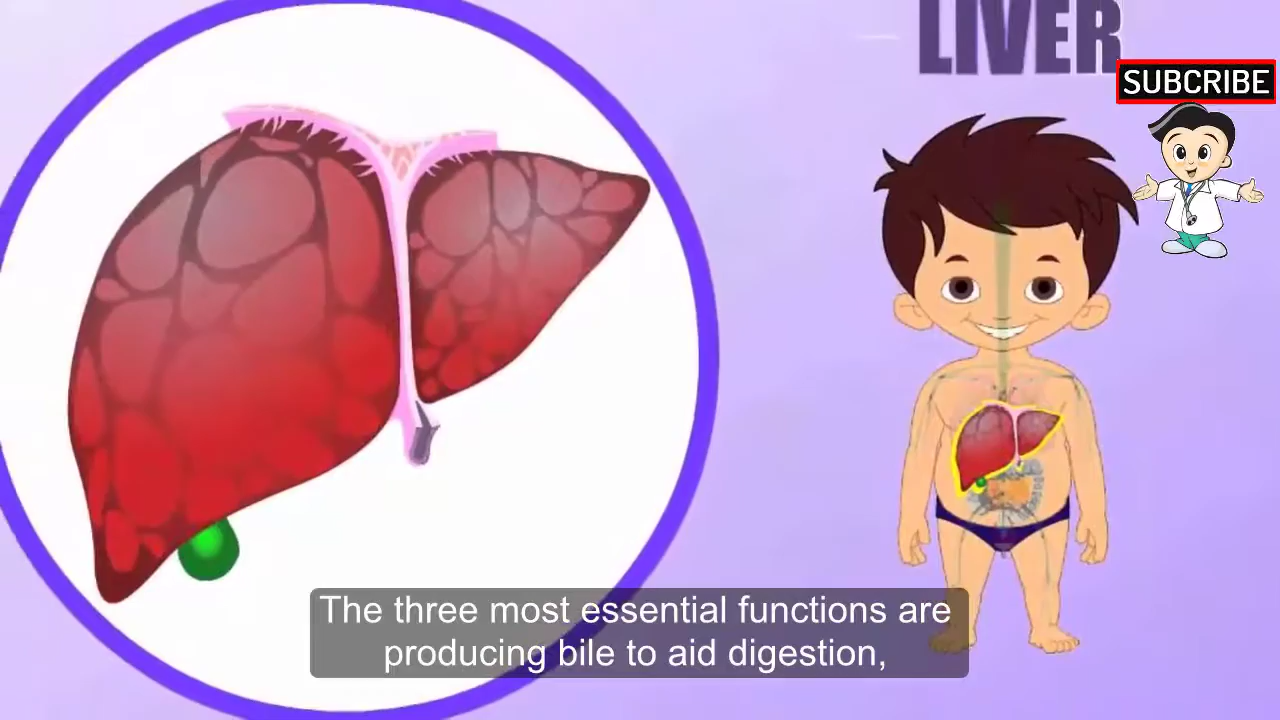 LIVER
SUBCRIBE
The three most essential functions are
producing bile to aid digestion,